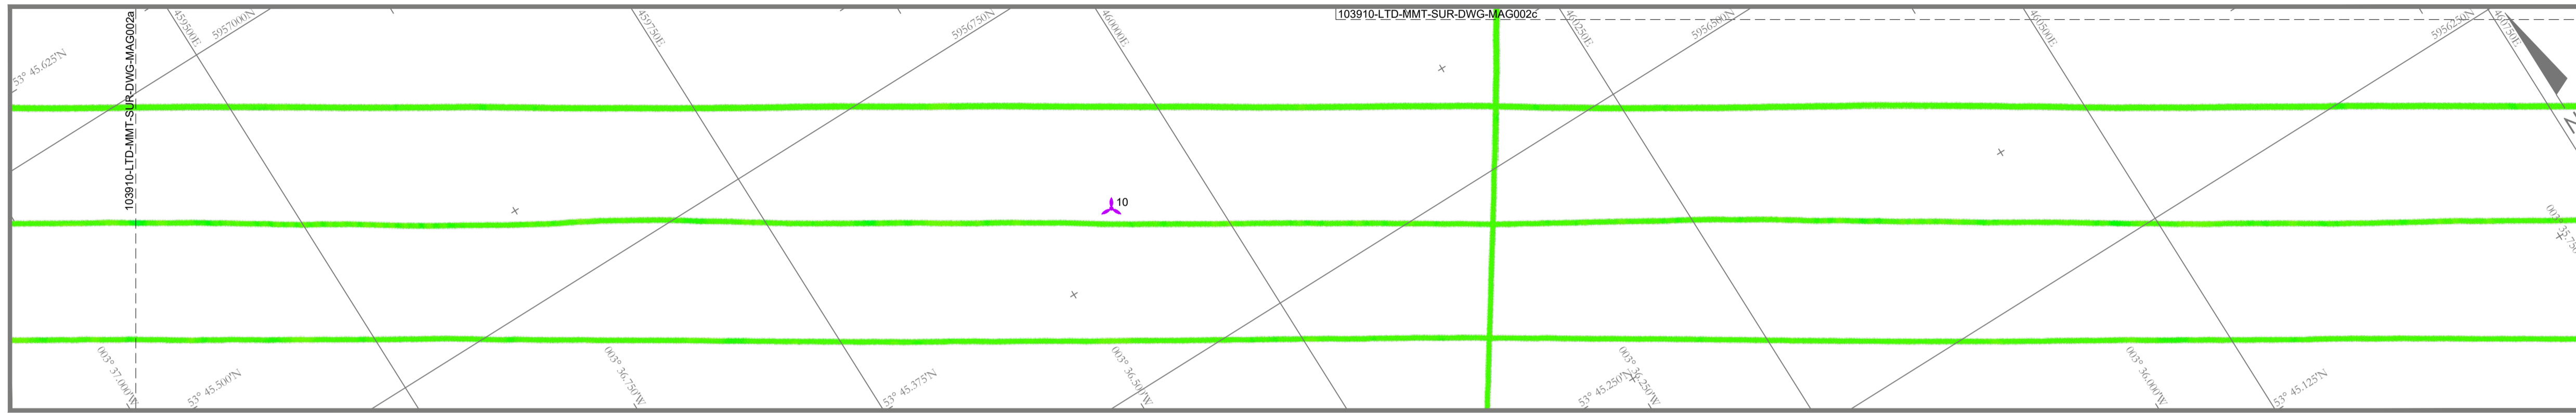 103910-LTD-MMT-SUR-DWG-MAG002a
459500E
5957000N
459750E
5956750N
460000E
103910-LTD-MMT-SUR-DWG-MAG002c
460250E
5956500N
460500E
5956250N
460750E
53° 45.625'N
10
003° 37.000'W
53° 45.500'N
003° 36.750'W
53° 45.375'N
003° 36.500'W
53° 45.250'N
003° 36.250'W
003° 36.000'W
53° 45.125'N